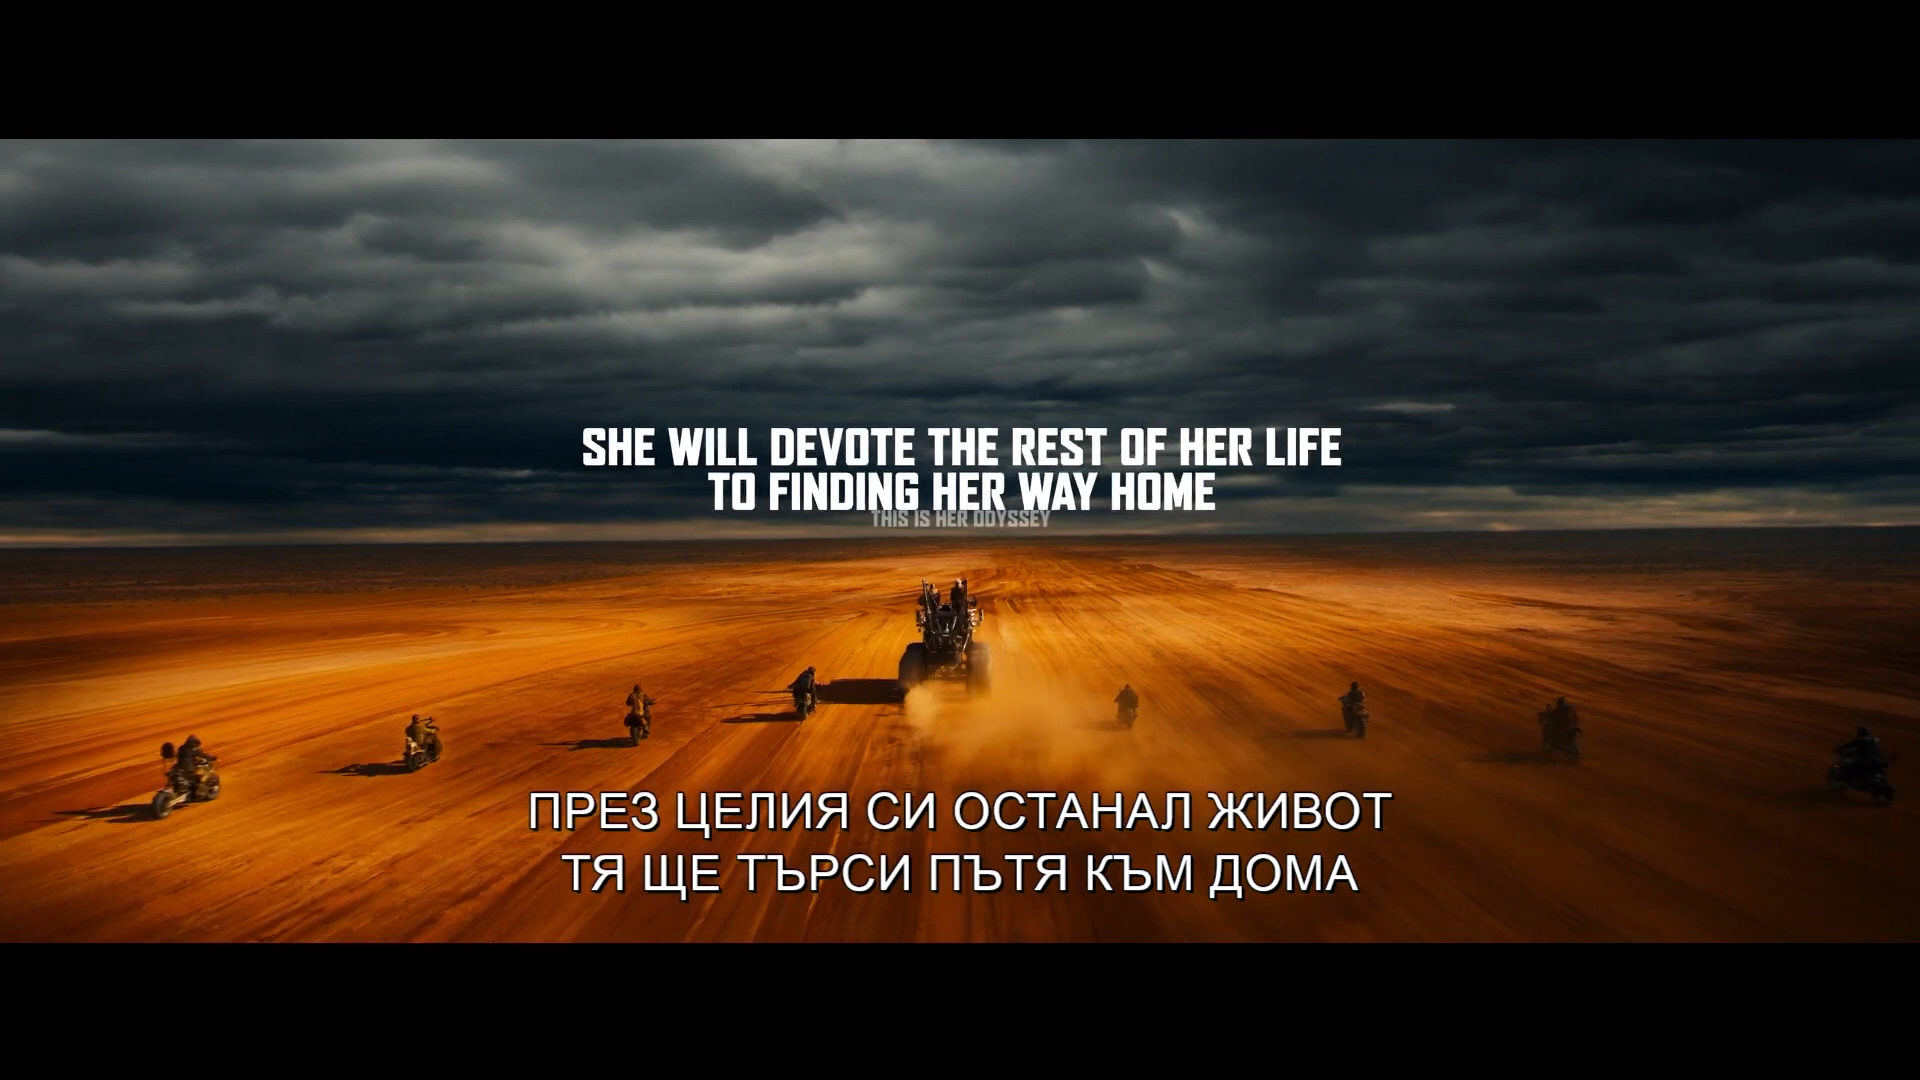 SHE WILL DEVOTE THE REST OF HER LIFE
TO FINDING HER WAY HOME
THIS IS HER ODYSSEY
ПРЕЗ ЦЕЛИЯ СИ ОСТАНАЛ ЖИВОТ
ТЯ ЩЕ ТЪРСИ ПЪТЯ КЪМ ДОМА